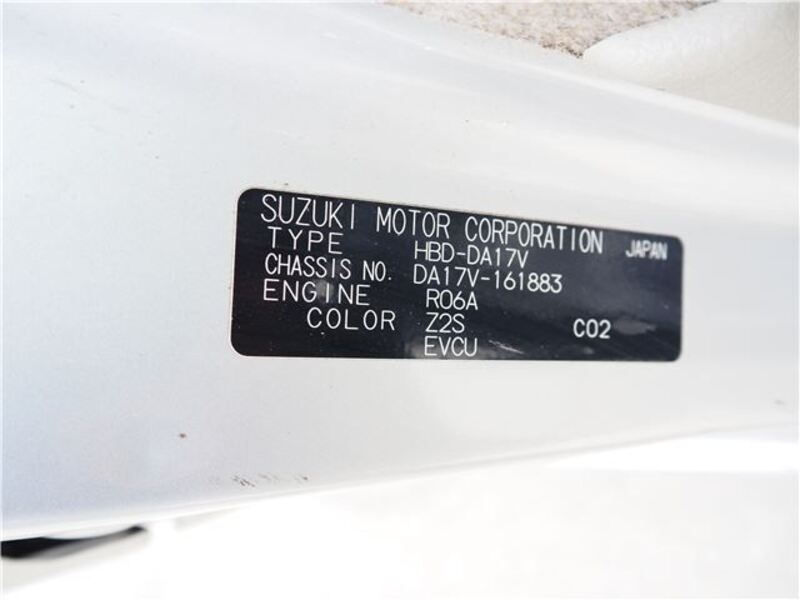 SUZUKI MOTOR CORPORATION JAPAN
TYPE HBD-DA17V
CHASSIS NO. DA17V-161883
ENGINE R06A
COLOR Z2S C02
EVCU